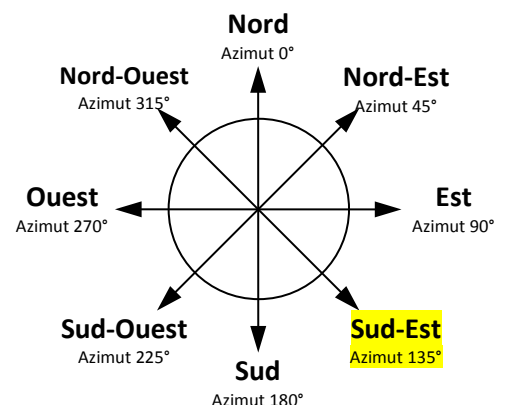 Nord
Azimut 0°
Nord-Ouest
Azimut 315°
Nord-Est
Azimut 45°
Ouest
Azimut 270°
Est
Azimut 90°
Sud-Ouest
Azimut 225°
Sud-Est
Azimut 135°
Sud
Azimut 180°